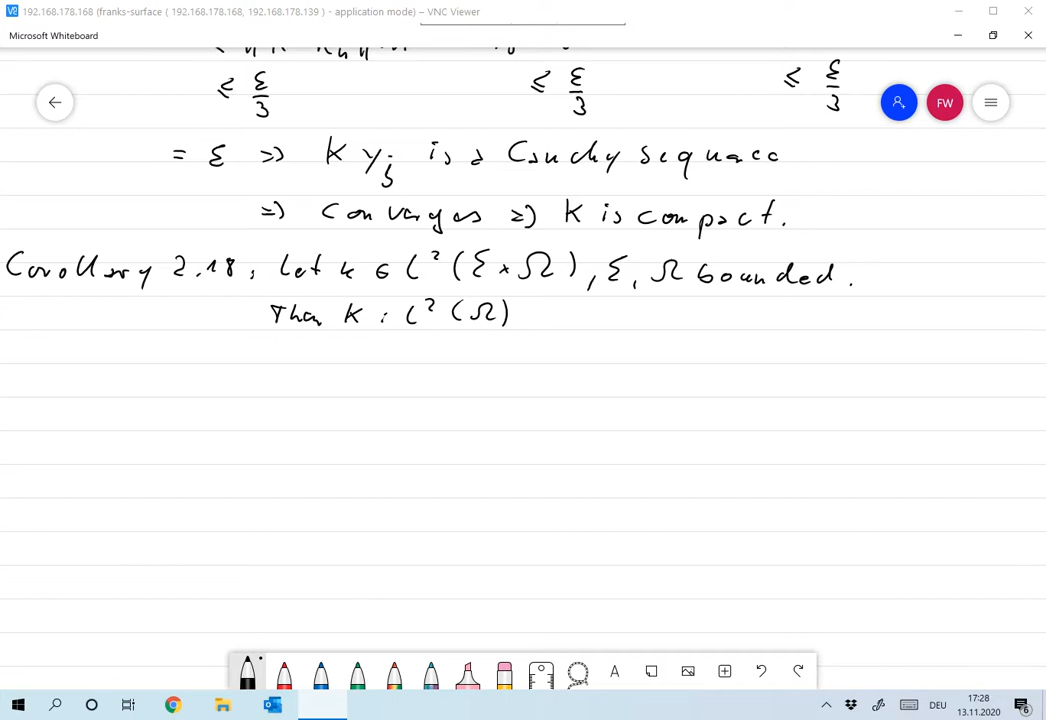 192.168.178.168 (franks-surface ( 192.168.178.168, 192.168.178.139 ) - application mode) – VNC Viewer
Microsoft Whiteboard
≤ ε/3 ≤ ε/3 ≤ ε/3
FW
= ε ⇒ K y_j is a Cauchy sequence
⇒ converges ⇒ K is compact.
Corollary 2.18: Let k ∈ L²(Σ × Ω), Σ, Ω bounded.
Then K : L²(Ω)
A
DEU
17:28
13.11.2020
6